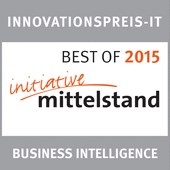 INNOVATIONSPREIS-IT
BEST OF 2015
initiative
mittelstand
BUSINESS INTELLIGENCE